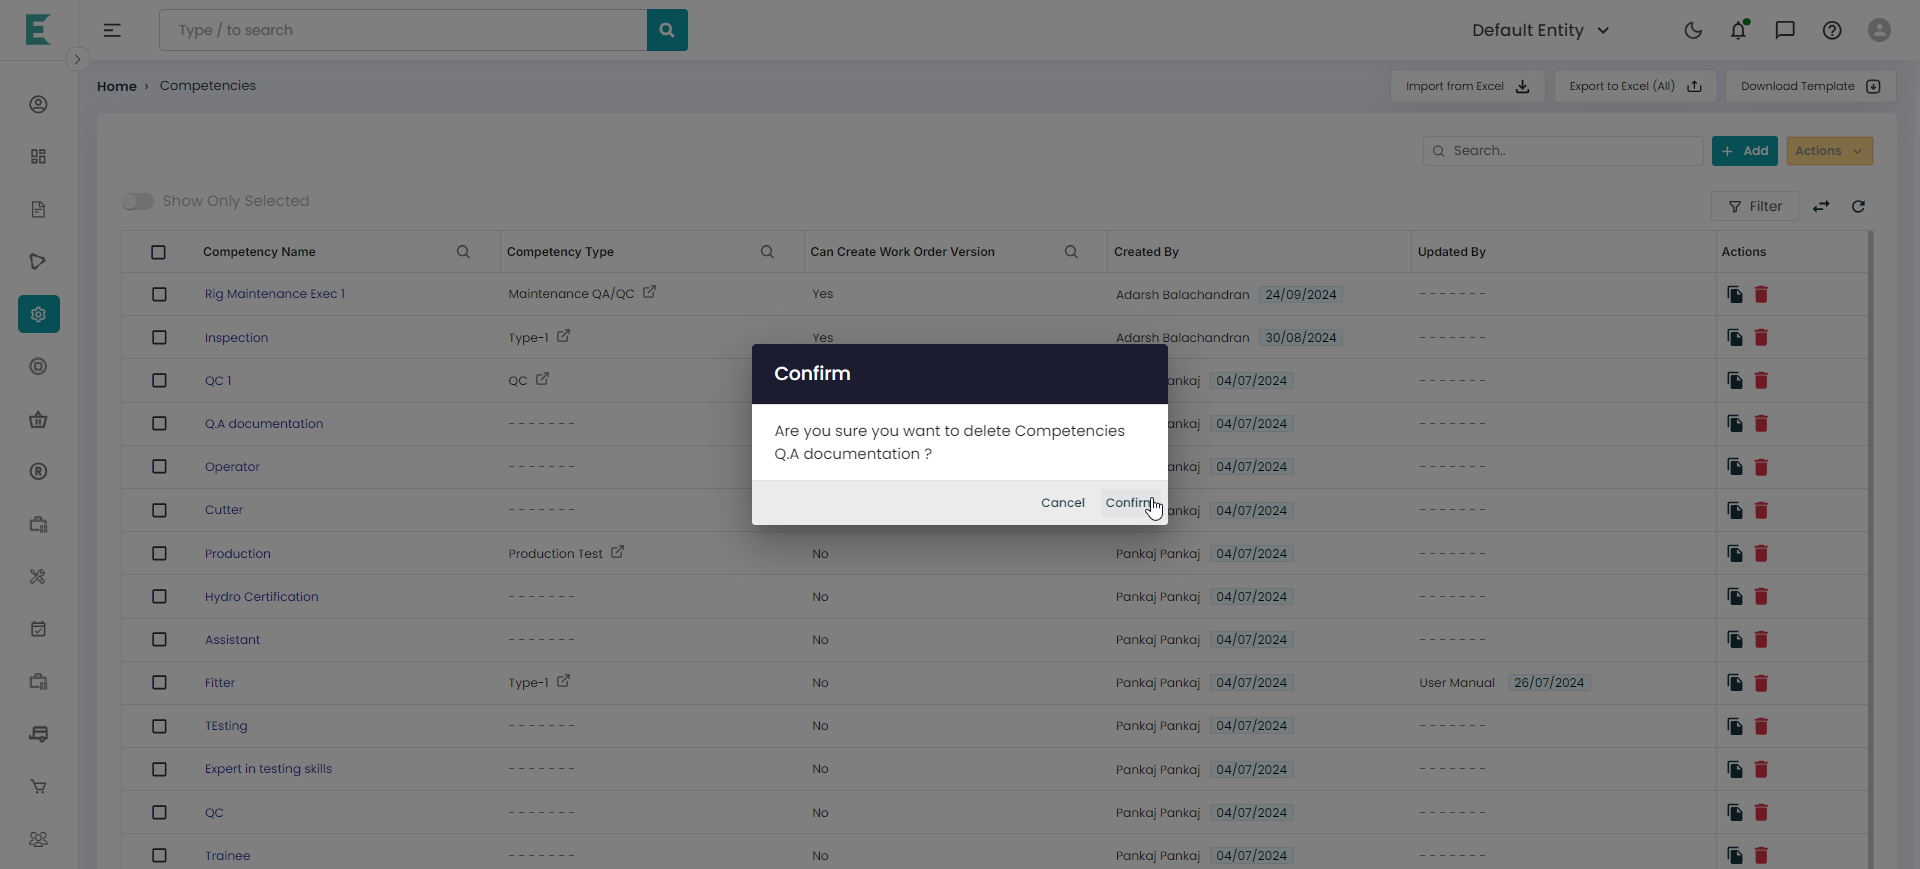 Type / to search
Default Entity
Home › Competencies
Import from Excel
Export to Excel (All)
Download Template
Search..
+ Add
Actions
Show Only Selected
Filter
Competency Name Competency Type Can Create Work Order Version Created By Updated By Actions
Rig Maintenance Exec 1 Maintenance QA/QC Yes Adarsh Balachandran 24/09/2024 -------
Inspection Type-1 Yes Adarsh Balachandran 30/08/2024 -------
QC 1 QC ankaj 04/07/2024 -------
Q.A documentation ------- ankaj 04/07/2024 -------
Operator ------- ankaj 04/07/2024 -------
Cutter ------- ankaj 04/07/2024 -------
Production Production Test No Pankaj Pankaj 04/07/2024 -------
Hydro Certification ------- No Pankaj Pankaj 04/07/2024 -------
Assistant ------- No Pankaj Pankaj 04/07/2024 -------
Fitter Type-1 No Pankaj Pankaj 04/07/2024 User Manual 26/07/2024
TEsting ------- No Pankaj Pankaj 04/07/2024 -------
Expert in testing skills ------- No Pankaj Pankaj 04/07/2024 -------
QC ------- No Pankaj Pankaj 04/07/2024 -------
Trainee ------- No Pankaj Pankaj 04/07/2024 -------
Confirm
Are you sure you want to delete Competencies
Q.A documentation ?
Cancel Confirm